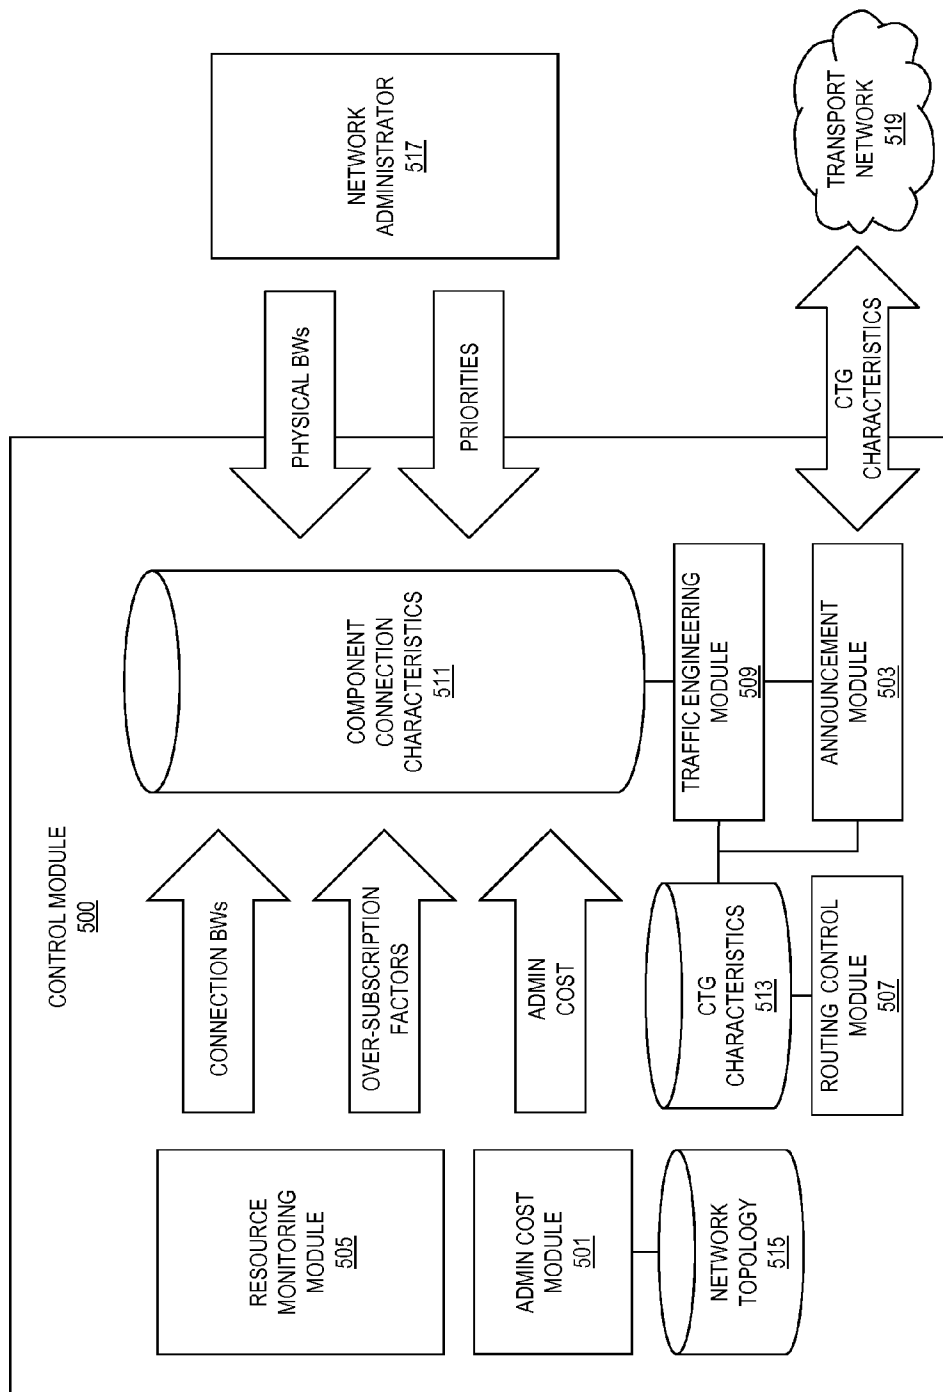 CONTROL MODULE
500
RESOURCE
MONITORING
MODULE
505
CONNECTION BWs
OVER-SUBSCRIPTION
FACTORS
ADMIN COST
MODULE
501
ADMIN
COST
NETWORK
TOPOLOGY
515
COMPONENT
CONNECTION
CHARACTERISTICS
511
PHYSICAL BWs
PRIORITIES
NETWORK
ADMINISTRATOR
517
CTG
CHARACTERISTICS
513
ROUTING CONTROL
MODULE
507
TRAFFIC ENGINEERING
MODULE
509
ANNOUNCEMENT
MODULE
503
CTG
CHARACTERISTICS
TRANSPORT
NETWORK
519